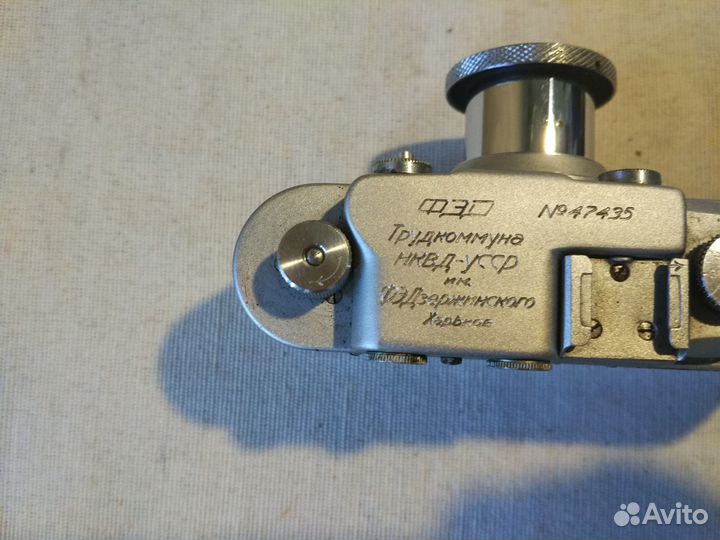 ФЭД №47435
Трудкоммуна
НКВД-УССР
им.
Ф.Э.Дзержинского
Харьков
Avito